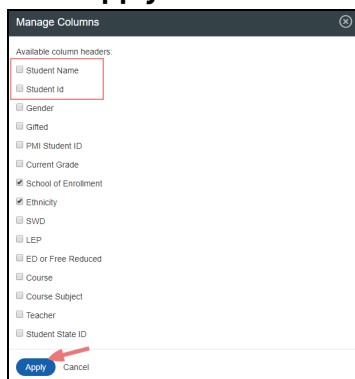 Manage Columns
Available column headers:
Student Name
Student Id
Gender
Gifted
PMI Student ID
Current Grade
School of Enrollment
Ethnicity
SWD
LEP
ED or Free Reduced
Course
Course Subject
Teacher
Student State ID
Apply Cancel